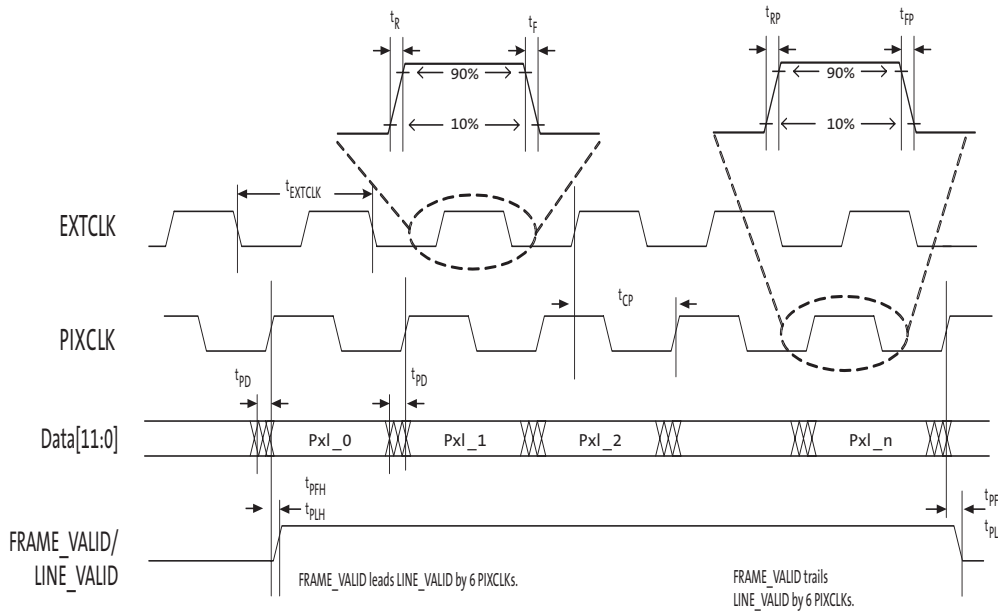 tR
tF
tRP
tFP
90%
90%
10%
10%
tEXTCLK
EXTCLK
tCP
PIXCLK
tPD
tPD
Data[11:0]
Pxl_0
Pxl_1
Pxl_2
Pxl_n
tPFH
tPLH
tPF
tPL
FRAME_VALID/
LINE_VALID
FRAME_VALID leads LINE_VALID by 6 PIXCLKs.
FRAME_VALID trails
LINE_VALID by 6 PIXCLKs.